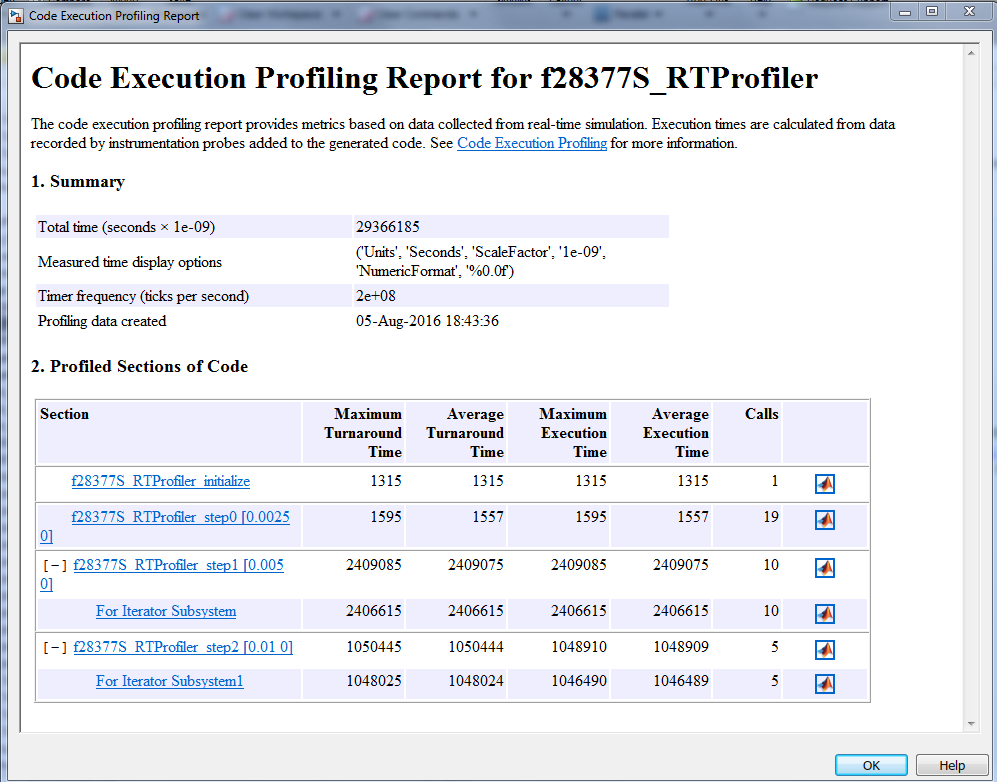 Code Execution Profiling Report
Code Execution Profiling Report for f28377S_RTProfiler
The code execution profiling report provides metrics based on data collected from real-time simulation. Execution times are calculated from data
recorded by instrumentation probes added to the generated code. See Code Execution Profiling for more information.
1. Summary
Total time (seconds × 1e-09) 29366185
Measured time display options ('Units', 'Seconds', 'ScaleFactor', '1e-09',
'NumericFormat', '%0.0f')
Timer frequency (ticks per second) 2e+08
Profiling data created 05-Aug-2016 18:43:36
2. Profiled Sections of Code
Section Maximum Average Maximum Average Calls
Turnaround Turnaround Execution Execution
Time Time Time Time
f28377S_RTProfiler_initialize 1315 1315 1315 1315 1
f28377S_RTProfiler_step0 [0.0025 1595 1557 1595 1557 19
0]
[-] f28377S_RTProfiler_step1 [0.005 2409085 2409075 2409085 2409075 10
0]
For Iterator Subsystem 2406615 2406615 2406615 2406615 10
[-] f28377S_RTProfiler_step2 [0.01 0] 1050445 1050444 1048910 1048909 5
For Iterator Subsystem1 1048025 1048024 1046490 1046489 5
OK Help